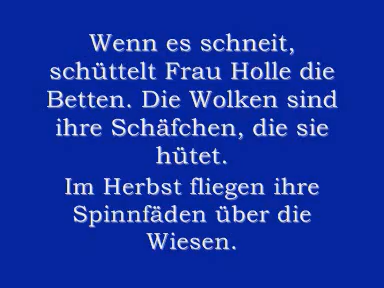 Wenn es schneit,
schüttelt Frau Holle die
Betten. Die Wolken sind
ihre Schäfchen, die sie
hütet.
Im Herbst fliegen ihre
Spinnfäden über die
Wiesen.